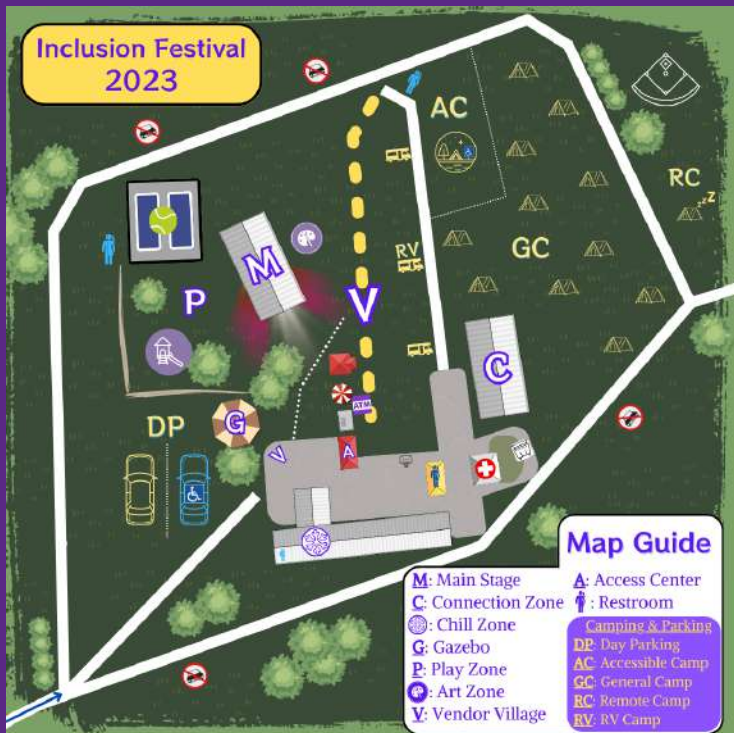 Inclusion Festival
2023
AC
RC
zzZ
RV
GC
M
P
V
C
ATM
DP
G
V
A
Map Guide
M: Main Stage
C: Connection Zone
: Chill Zone
G: Gazebo
P: Play Zone
: Art Zone
V: Vendor Village
A: Access Center
: Restroom
Camping & Parking
DP: Day Parking
AC: Accessible Camp
GC: General Camp
RC: Remote Camp
RV: RV Camp